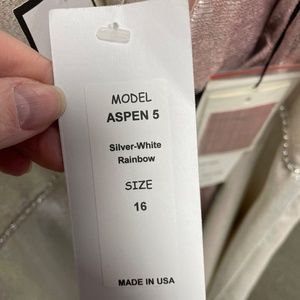 MODEL
ASPEN 5
Silver-White
Rainbow
SIZE
16
MADE IN USA